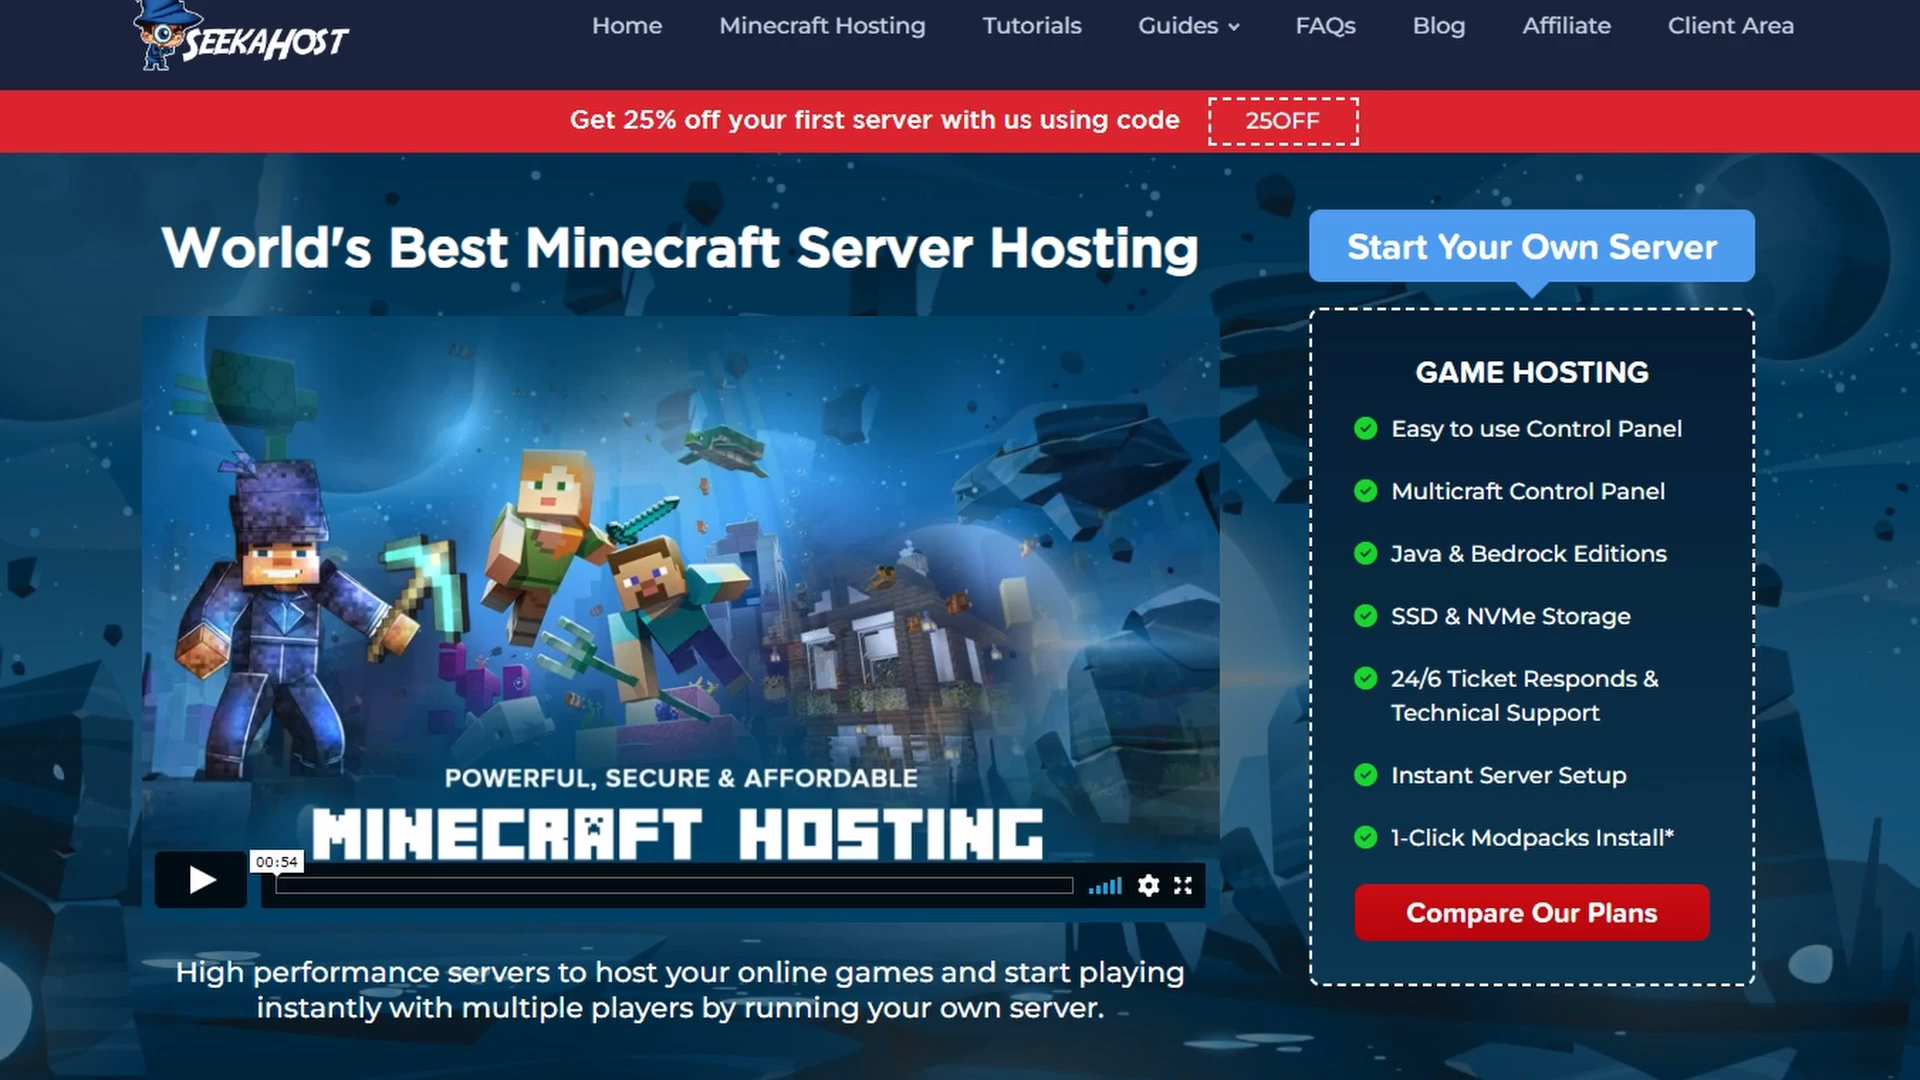 SEEKAHOST
Home Minecraft Hosting Tutorials Guides FAQs Blog Affiliate Client Area
Get 25% off your first server with us using code 25OFF
World's Best Minecraft Server Hosting
POWERFUL, SECURE & AFFORDABLE
MINECRAFT HOSTING
00:54
High performance servers to host your online games and start playing
instantly with multiple players by running your own server.
Start Your Own Server
GAME HOSTING
Easy to use Control Panel
Multicraft Control Panel
Java & Bedrock Editions
SSD & NVMe Storage
24/6 Ticket Responds &
Technical Support
Instant Server Setup
1-Click Modpacks Install*
Compare Our Plans